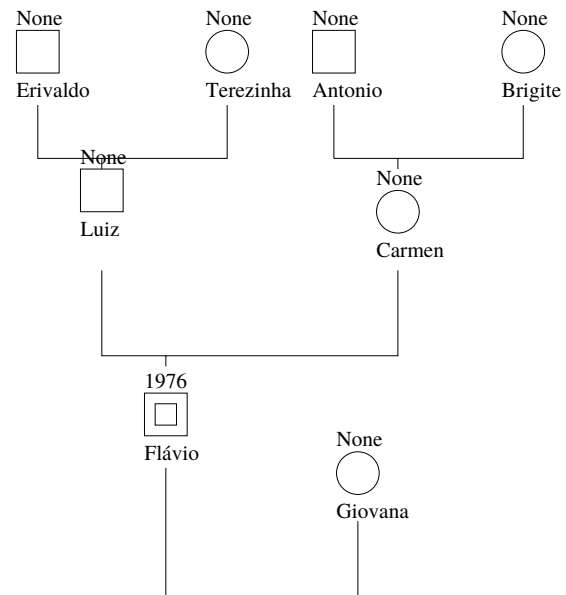 None None None None
Erivaldo Terezinha Antonio Brigite
None
None
Luiz
Carmen
1976
Flávio
None
Giovana